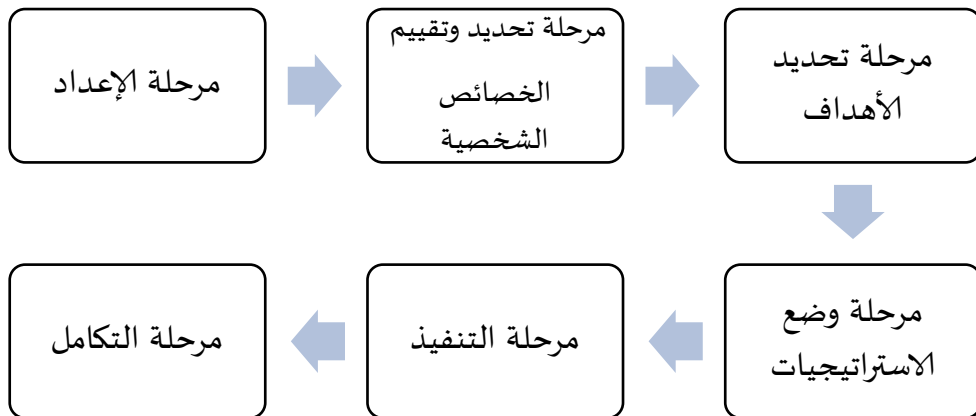 مرحلة الإعداد
مرحلة تحديد وتقييم
الخصائص
الشخصية
مرحلة تحديد
الأهداف
مرحلة وضع
الاستراتيجيات
مرحلة التنفيذ
مرحلة التكامل